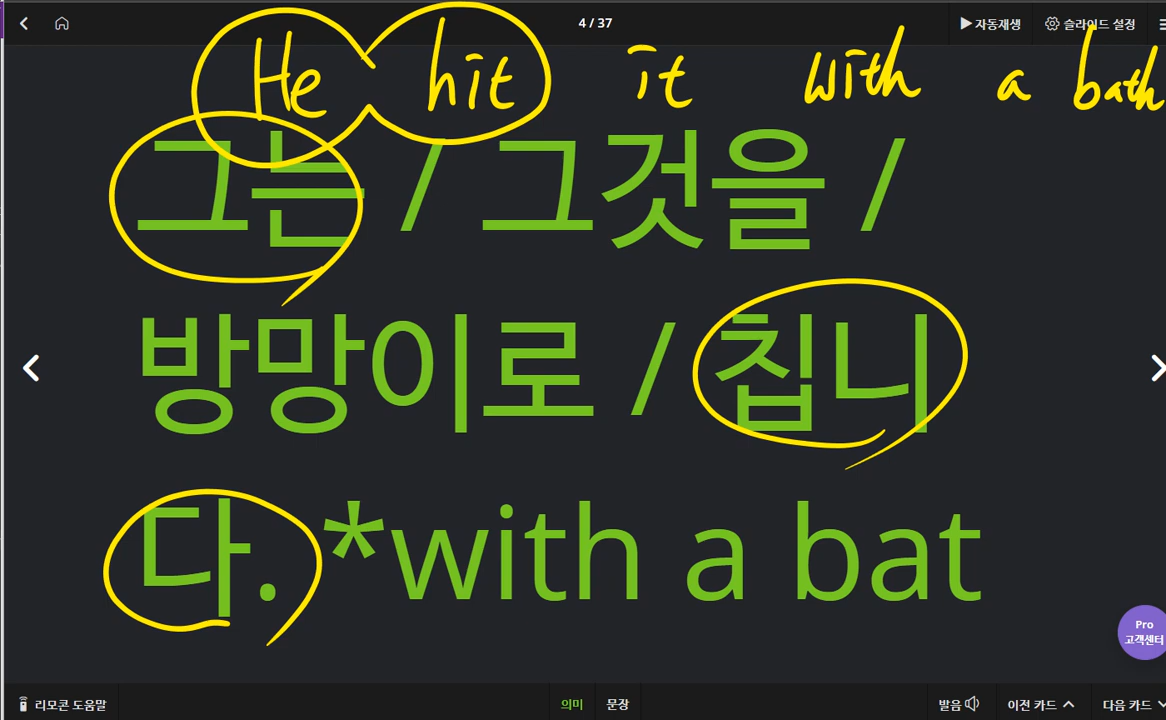 4 / 37
자동재생
슬라이드 설정
He hit it with a bath
그는 / 그것을 /
방망이로 / 칩니
다. *with a bat
Pro
고객센터
리모콘 도움말
의미
문장
발음
이전 카드
다음 카드